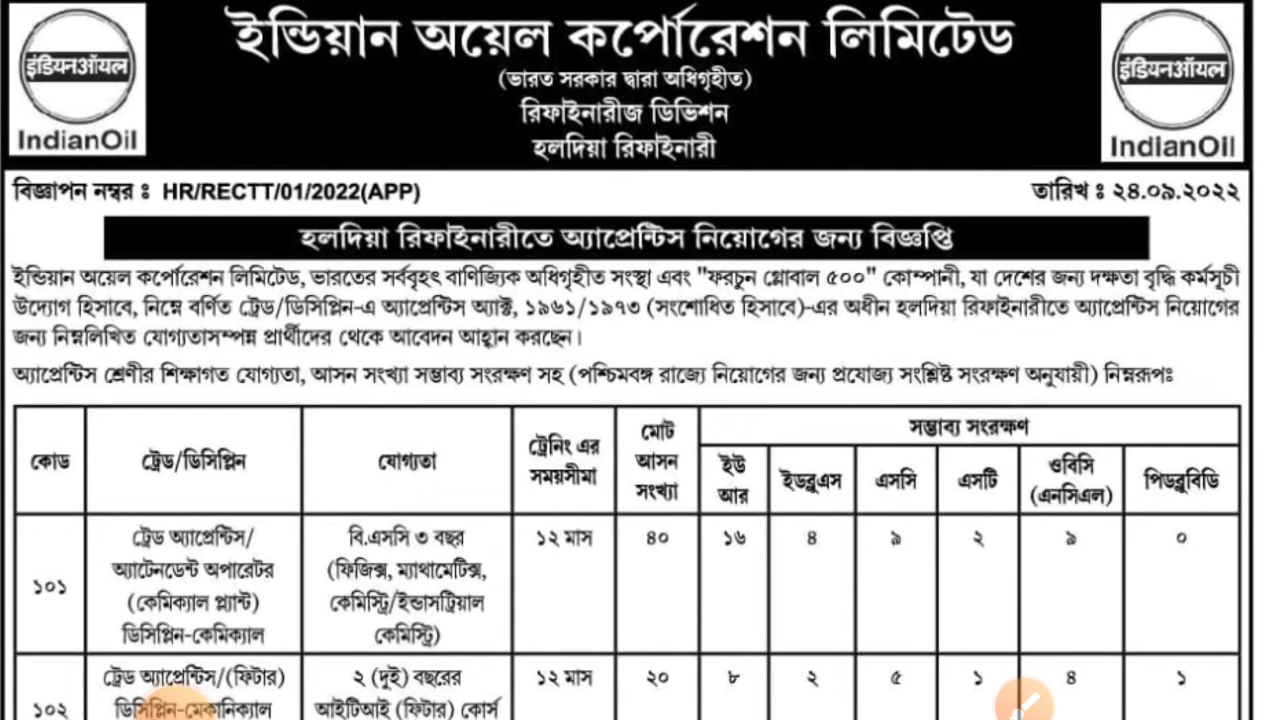 इंडियनऑयल
IndianOil
ইন্ডিয়ান অয়েল কর্পোরেশন লিমিটেড
(ভারত সরকার দ্বারা অধিগৃহীত)
রিফাইনারীজ ডিভিশন
হলদিয়া রিফাইনারী
इंडियनऑयल
IndianOil
বিজ্ঞাপন নম্বর ঃ HR/RECTT/01/2022(APP)
তারিখ ঃ ২৪.০৯.২০২২
হলদিয়া রিফাইনারীতে অ্যাপ্রেন্টিস নিয়োগের জন্য বিজ্ঞপ্তি
ইন্ডিয়ান অয়েল কর্পোরেশন লিমিটেড, ভারতের সর্ববৃহৎ বাণিজ্যিক অধিগৃহীত সংস্থা এবং "ফরচুন গ্লোবাল ৫০০" কোম্পানী, যা দেশের জন্য দক্ষতা বৃদ্ধি কর্মসূচী
উদ্যোগ হিসাবে, নিম্নে বর্ণিত ট্রেড/ডিসিপ্লিন-এ অ্যাপ্রেন্টিস অ্যাক্ট, ১৯৬১/১৯৭৩ (সংশোধিত হিসাবে)-এর অধীন হলদিয়া রিফাইনারীতে অ্যাপ্রেন্টিস নিয়োগের
জন্য নিম্নলিখিত যোগ্যতাসম্পন্ন প্রার্থীদের থেকে আবেদন আহ্বান করছেন।
অ্যাপ্রেন্টিস শ্রেণীর শিক্ষাগত যোগ্যতা, আসন সংখ্যা সম্ভাব্য সংরক্ষণ সহ (পশ্চিমবঙ্গ রাজ্যে নিয়োগের জন্য প্রযোজ্য সংশ্লিষ্ট সংরক্ষণ অনুযায়ী) নিম্নরূপঃ
কোড
ট্রেড/ডিসিপ্লিন
যোগ্যতা
ট্রেনিং এর
সময়সীমা
মোট
আসন
সংখ্যা
সম্ভাব্য সংরক্ষণ
ইউ
আর
ইডব্লুএস
এসসি
এসটি
ওবিসি
(এনসিএল)
পিডব্লুবিডি
১০১
ট্রেড অ্যাপ্রেন্টিস/
অ্যাটেনডেন্ট অপারেটর
(কেমিক্যাল প্ল্যান্ট)
ডিসিপ্লিন-কেমিক্যাল
বি.এসসি ৩ বছর
(ফিজিক্স, ম্যাথামেটিক্স,
কেমিস্ট্রি/ইন্ডাসট্রিয়াল
কেমিস্ট্রি)
১২ মাস
৪০
১৬
৪
৯
২
৯
০
১০২
ট্রেড অ্যাপ্রেন্টিস/(ফিটার)
ডিসিপ্লিন-মেকানিক্যাল
২ (দুই) বছরের
আইটিআই (ফিটার) কোর্স
১২ মাস
২০
৮
২
৫
১
৪
১